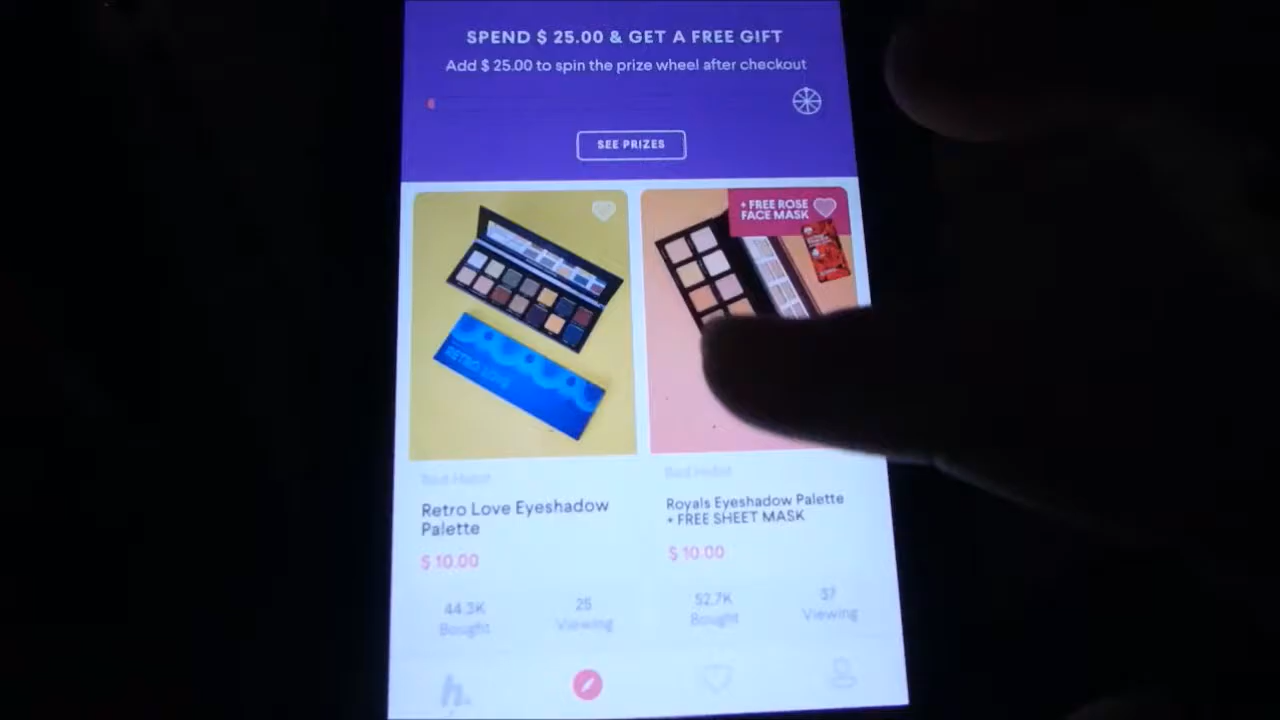 SPEND $ 25.00 & GET A FREE GIFT
Add $ 25.00 to spin the prize wheel after checkout
SEE PRIZES
+ FREE ROSE
FACE MASK
RETRO LOVE
Retro Love Eyeshadow
Palette
$ 10.00
44.3K
Bought
25
Viewing
Royals Eyeshadow Palette
+ FREE SHEET MASK
$ 10.00
52.7K
Bought
37
Viewing
h.